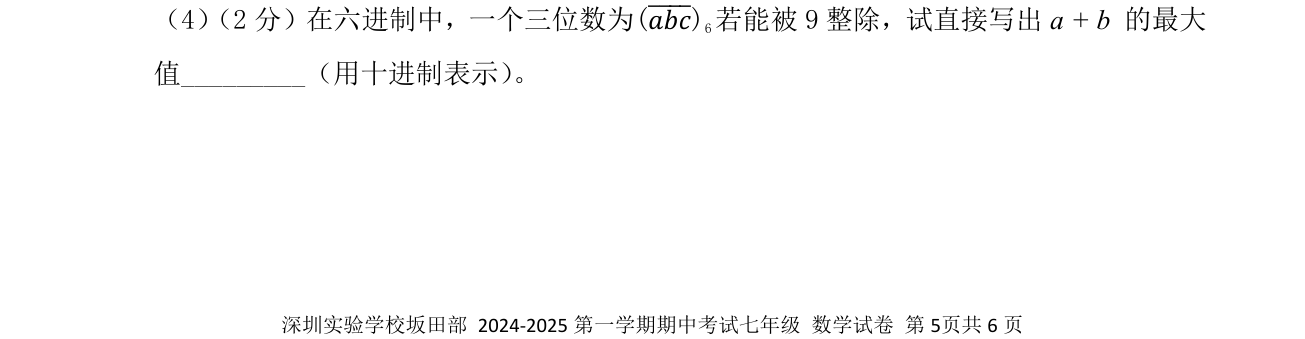 （4）（2 分）在六进制中，一个三位数为(abc)₆若能被 9 整除，试直接写出 a + b 的最大
值_________（用十进制表示）。
深圳实验学校坂田部 2024-2025 第一学期期中考试七年级 数学试卷 第 5页共 6 页